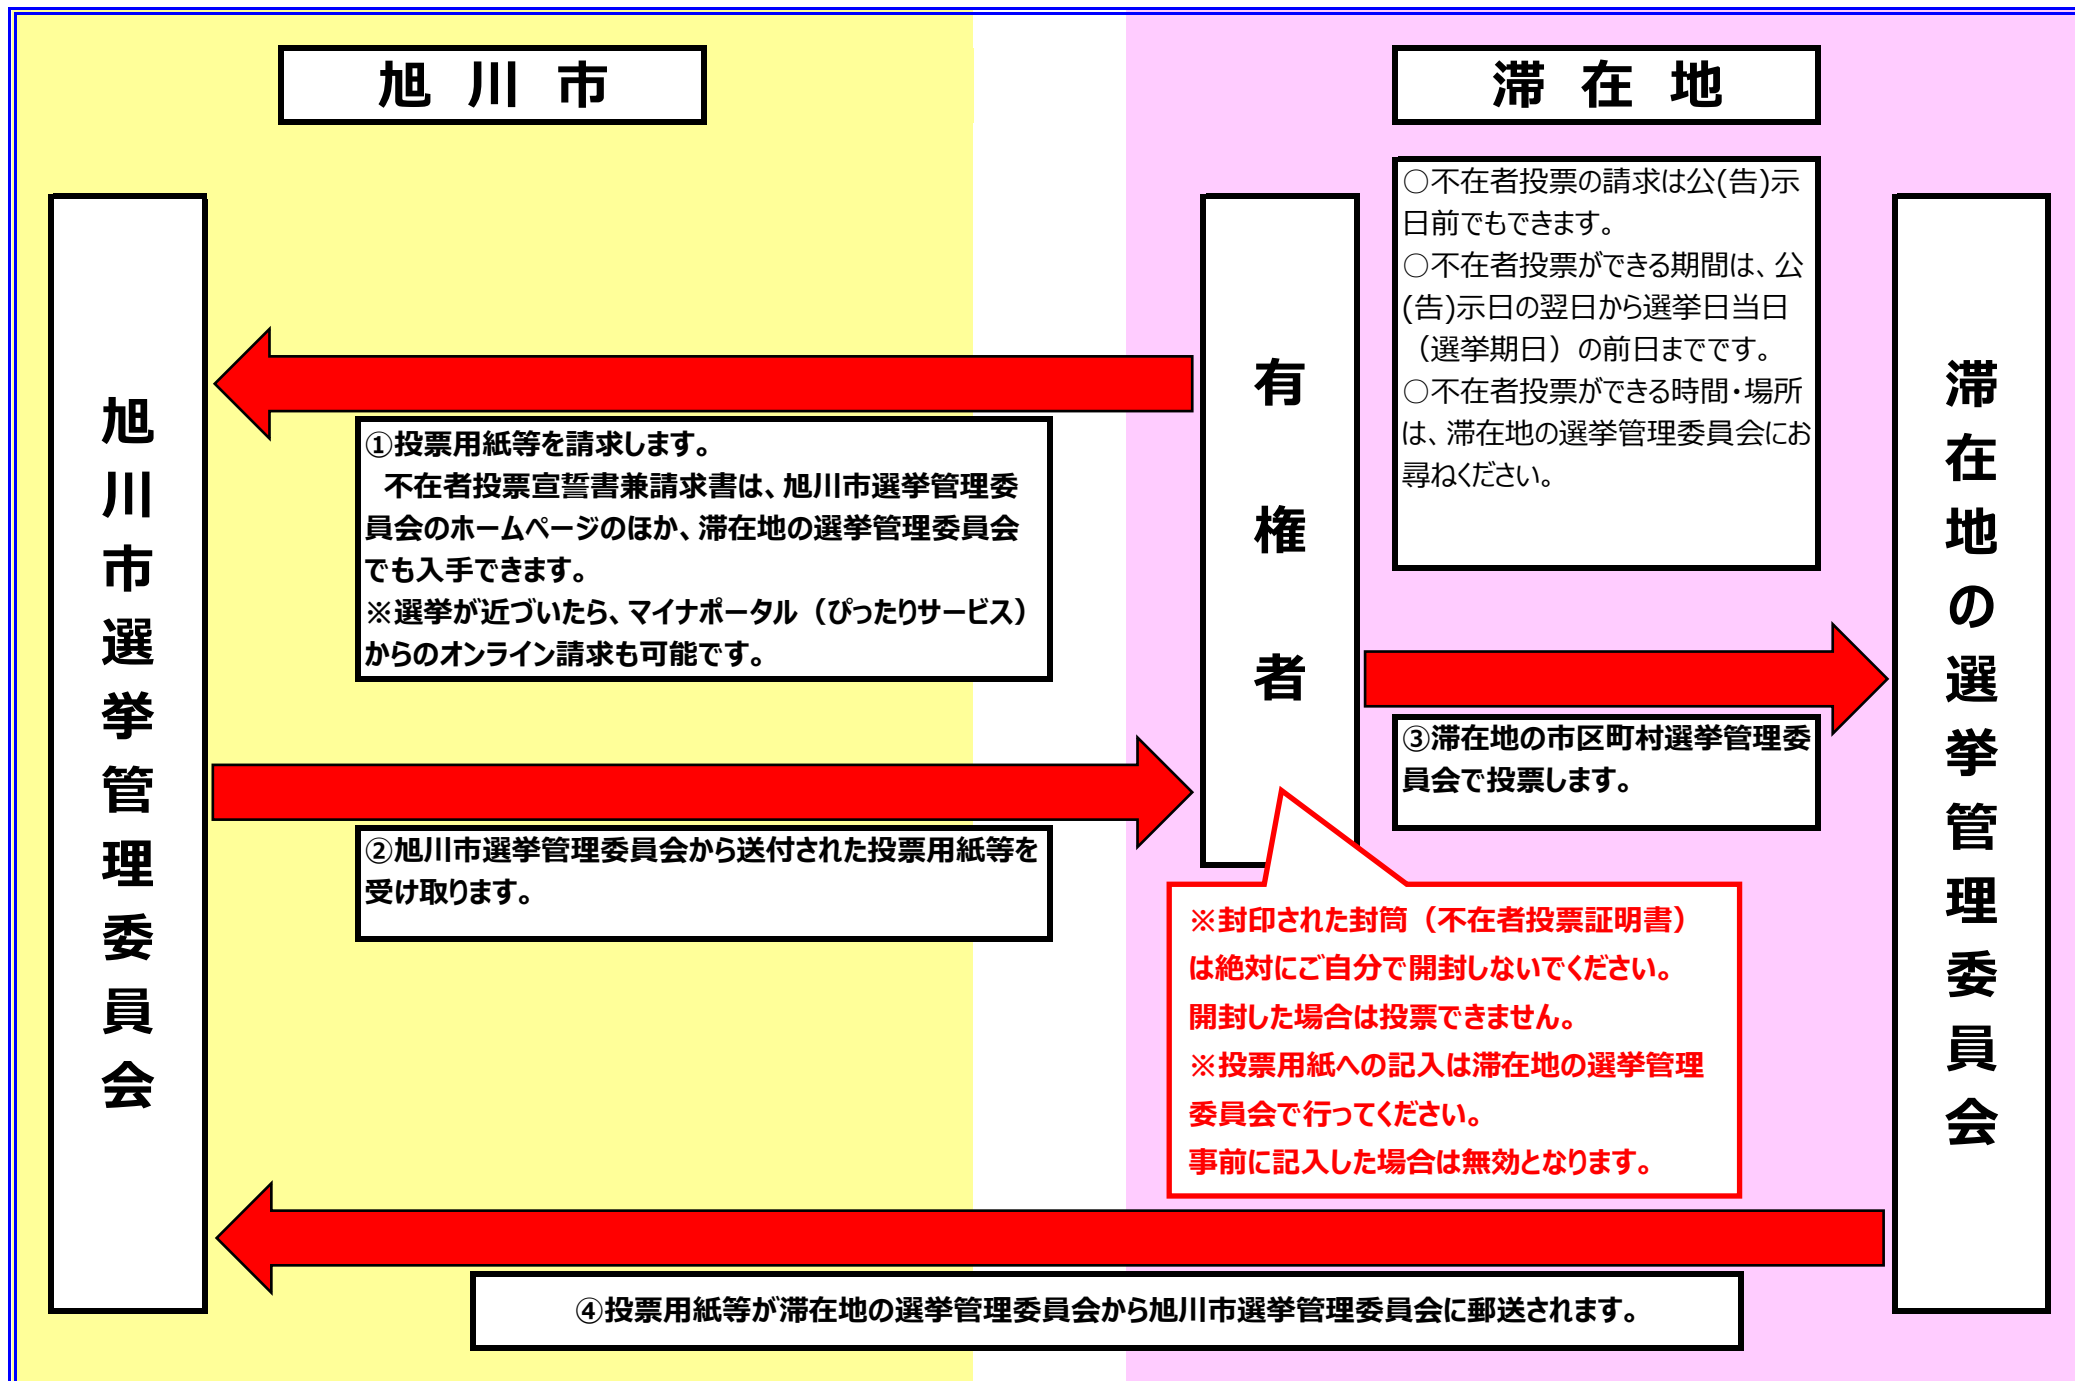 旭 川 市
滞 在 地
旭川市選挙管理委員会
①投票用紙等を請求します。
不在者投票宣誓書兼請求書は、旭川市選挙管理委
員会のホームページのほか、滞在地の選挙管理委員会
でも入手できます。
※選挙が近づいたら、マイナポータル（ぴったりサービス）
からのオンライン請求も可能です。
②旭川市選挙管理委員会から送付された投票用紙等を
受け取ります。
有権者
○不在者投票の請求は公(告)示
日前でもできます。
○不在者投票ができる期間は、公
(告)示日の翌日から選挙日当日
（選挙期日）の前日までです。
○不在者投票ができる時間・場所
は、滞在地の選挙管理委員会にお
尋ねください。
③滞在地の市区町村選挙管理委
員会で投票します。
※封印された封筒（不在者投票証明書）
は絶対にご自分で開封しないでください。
開封した場合は投票できません。
※投票用紙への記入は滞在地の選挙管理
委員会で行ってください。
事前に記入した場合は無効となります。
滞在地の選挙管理委員会
④投票用紙等が滞在地の選挙管理委員会から旭川市選挙管理委員会に郵送されます。